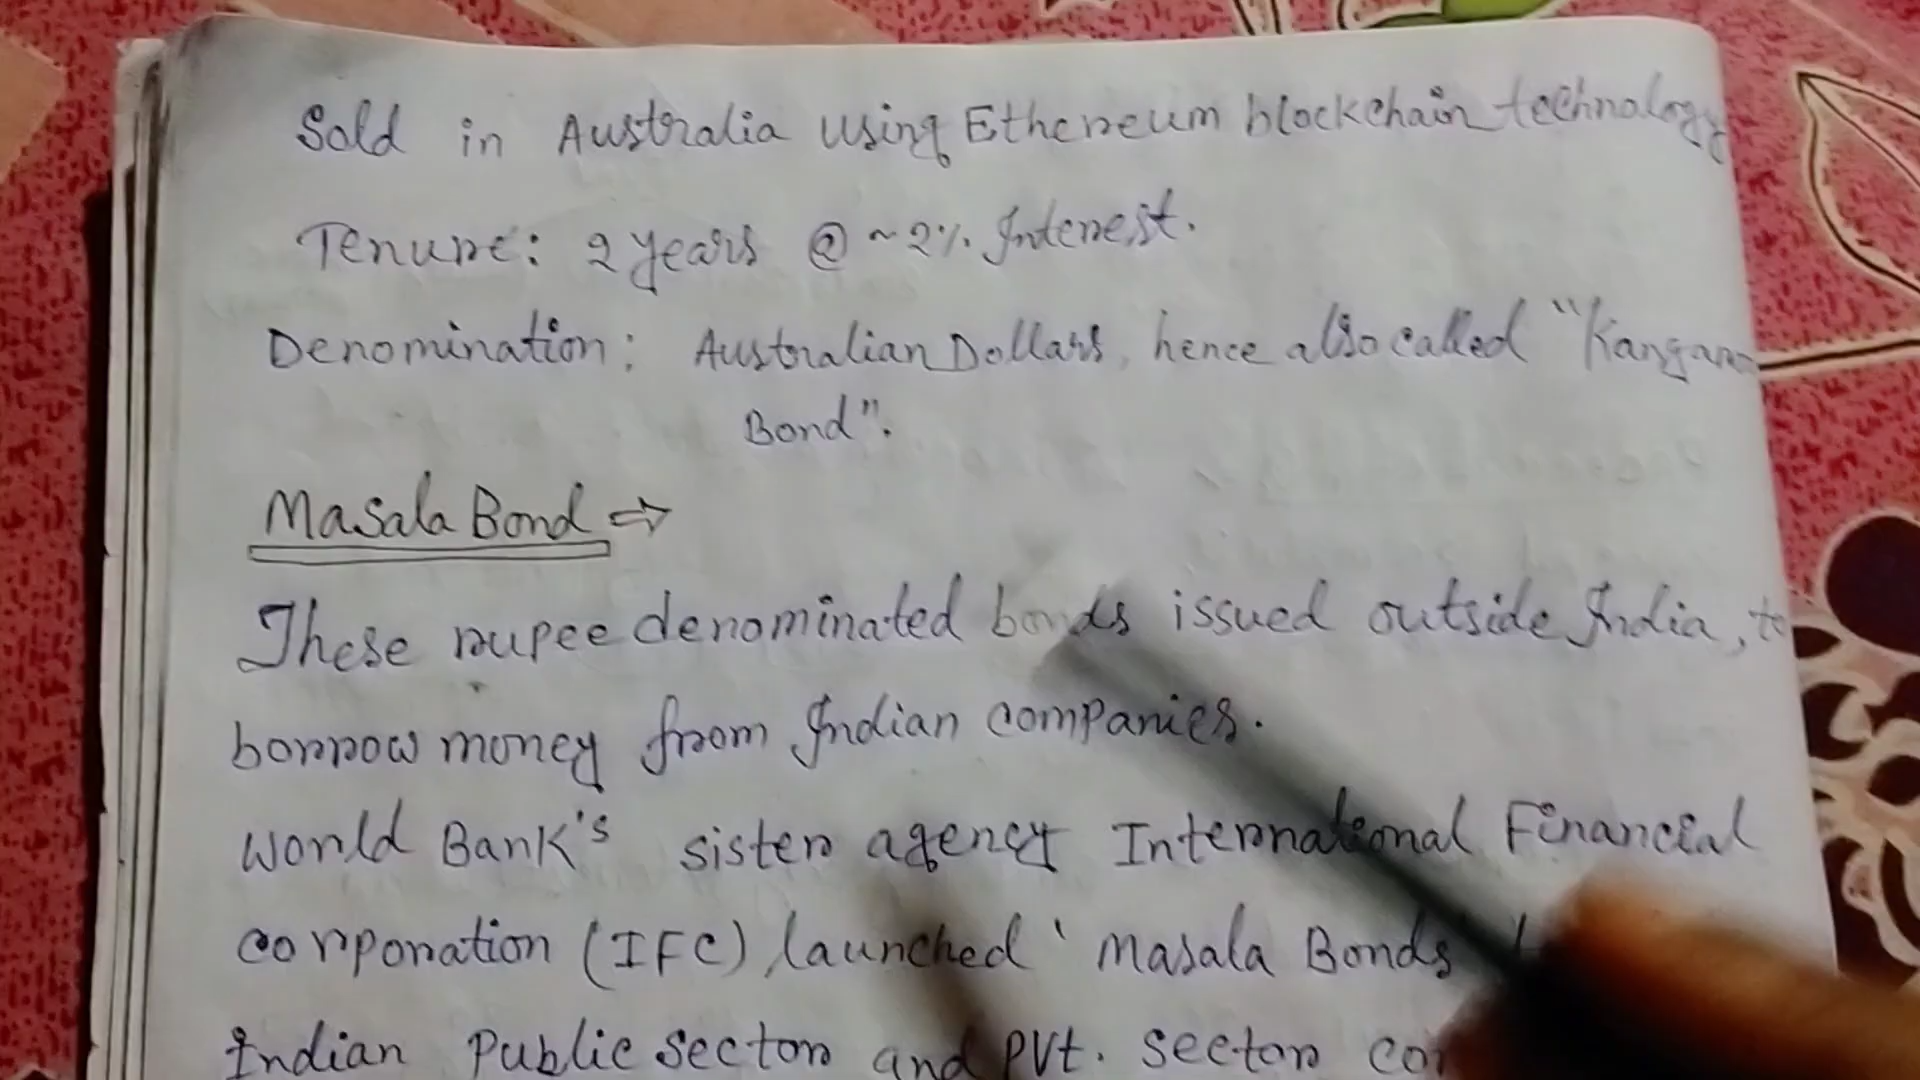 Sold in Australia using Ethereum blockchain technology
Tenure: 2 years @ ~2% Interest.
Denomination: Australian Dollars, hence also called "Kangaroo
Bond".
Masala Bond ⇒
These rupee denominated bonds issued outside India, to
borrow money from Indian companies.
World Bank's sister agency International Financial
corporation (IFC) launched 'Masala Bonds'
Indian Public sector and Pvt. sector